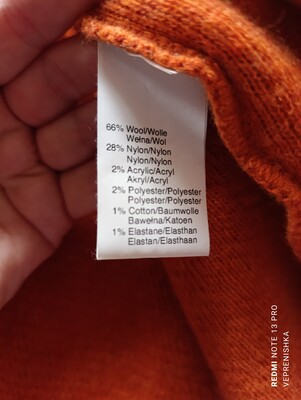 66% Wool/Wolle
Wełna/Wol
28% Nylon/Nylon
Nylon/Nylon
2% Acrylic/Acryl
Akryl/Acryl
2% Polyester/Polyester
Polyester/Polyester
1% Cotton/Baumwolle
Bawełna/Katoen
1% Elastane/Elasthan
Elastan/Elasthaan
REDMI NOTE 13 PRO
VEPRENISHKA